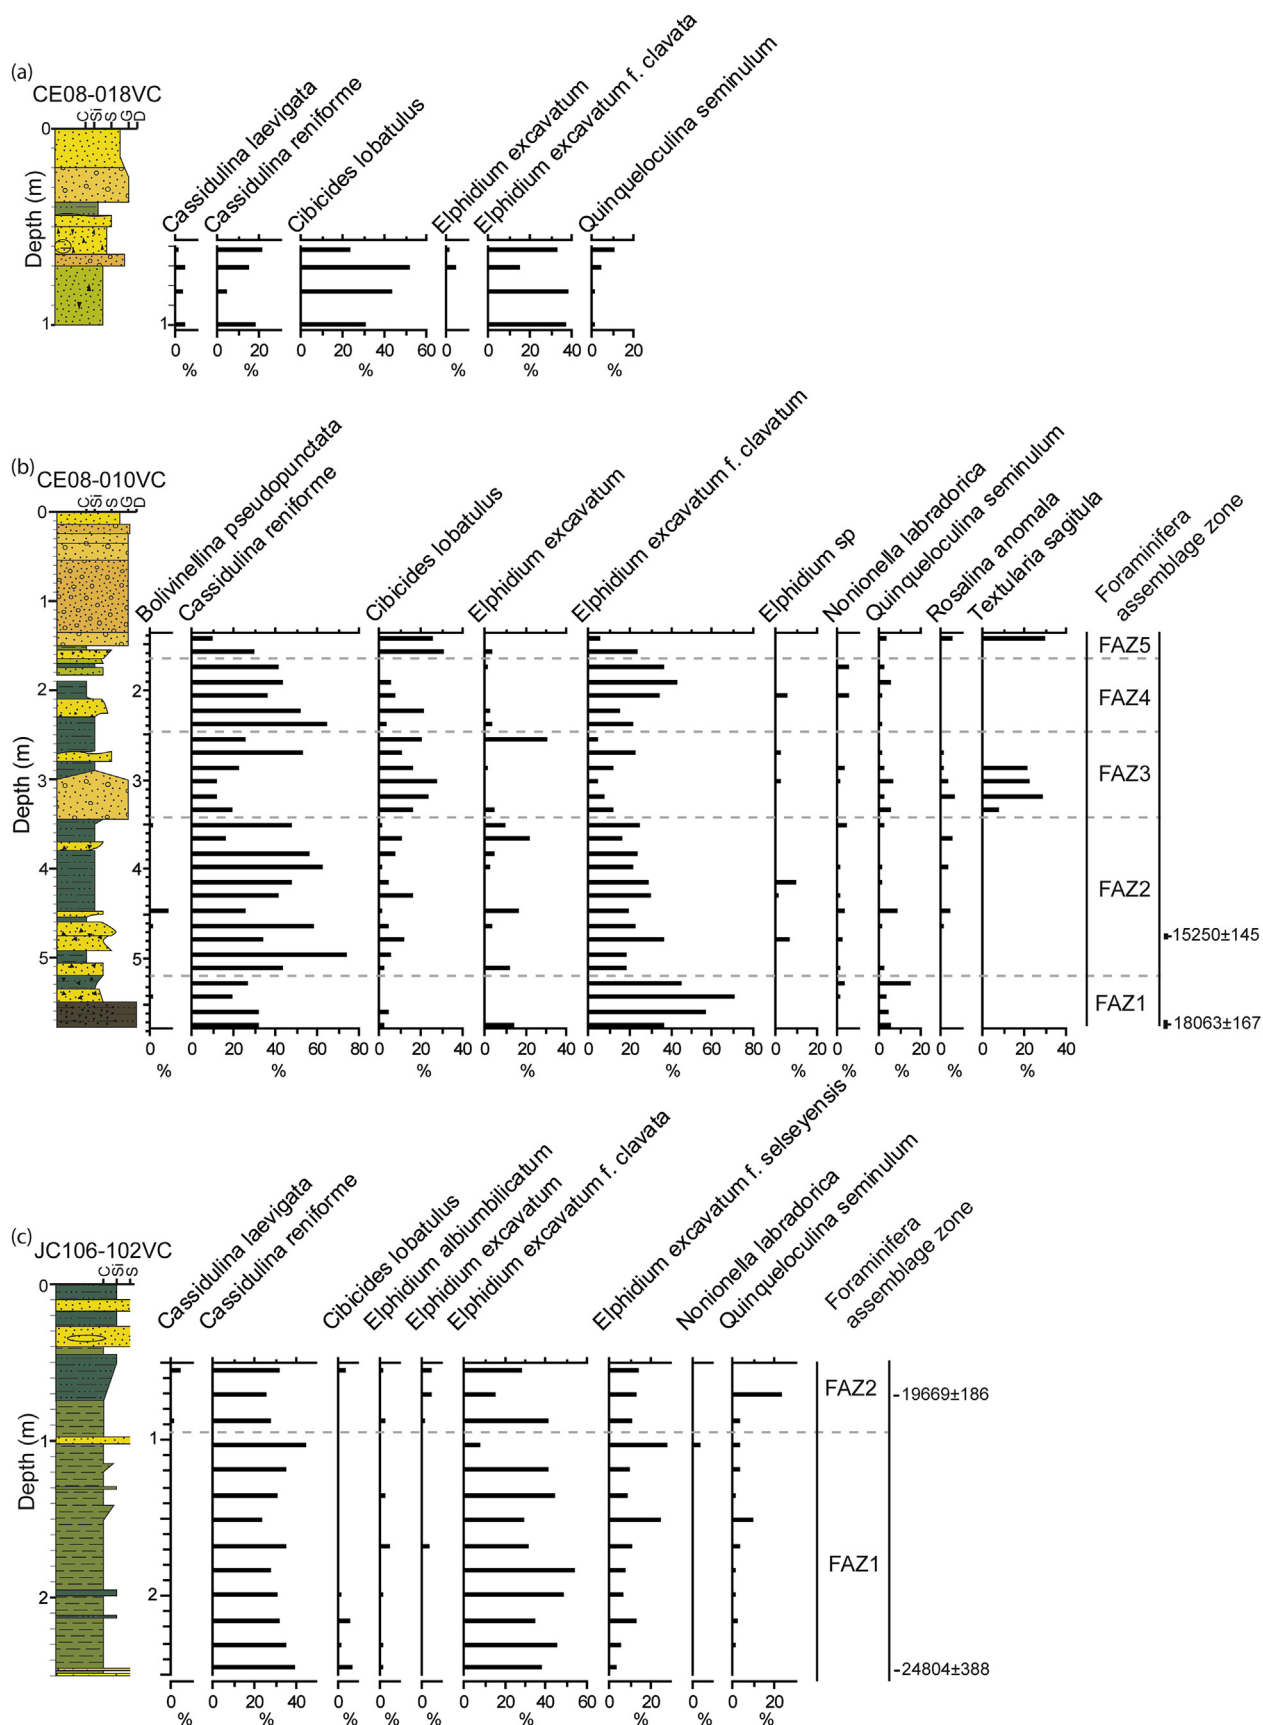 (a)
CE08-018VC
C Si S G D
Cassidulina laevigata
Cassidulina reniforme
Cibicides lobatulus
Elphidium excavatum
Elphidium excavatum f. clavata
Quinqueloculina seminulum
Depth (m)
0
1
1
0 0 20 0 20 40 60 0 0 20 40 0 20
% % % % % %
(b)
CE08-010VC
C Si S G D
Bolivinellina pseudopunctata
Cassidulina reniforme
Cibicides lobatulus
Elphidium excavatum
Elphidium excavatum f. clavatum
Elphidium sp
Nonionella labradorica
Quinqueloculina seminulum
Rosalina anomala
Textularia sagitula
Foraminifera
assemblage zone
Depth (m)
0
1
2 2
3 3
4 4
5 5
FAZ5
FAZ4
FAZ3
FAZ2
15250±145
FAZ1
18063±167
0 0 20 40 60 80 0 20 40 0 20 40 0 20 40 60 80 0 20 0 0 20 0 0 20 40
% % % % % % % % % %
(c)
JC106-102VC
C Si S
Cassidulina laevigata
Cassidulina reniforme
Cibicides lobatulus
Elphidium albiumbilicatum
Elphidium excavatum
Elphidium excavatum f. clavata
Elphidium excavatum f. selseyensis
Nonionella labradorica
Quinqueloculina seminulum
Foraminifera
assemblage zone
Depth (m)
0
1 1
2 2
FAZ2
19669±186
FAZ1
24804±388
0 0 20 40 0 0 0 0 20 40 60 0 20 0 0 20
% % % % % % % % %